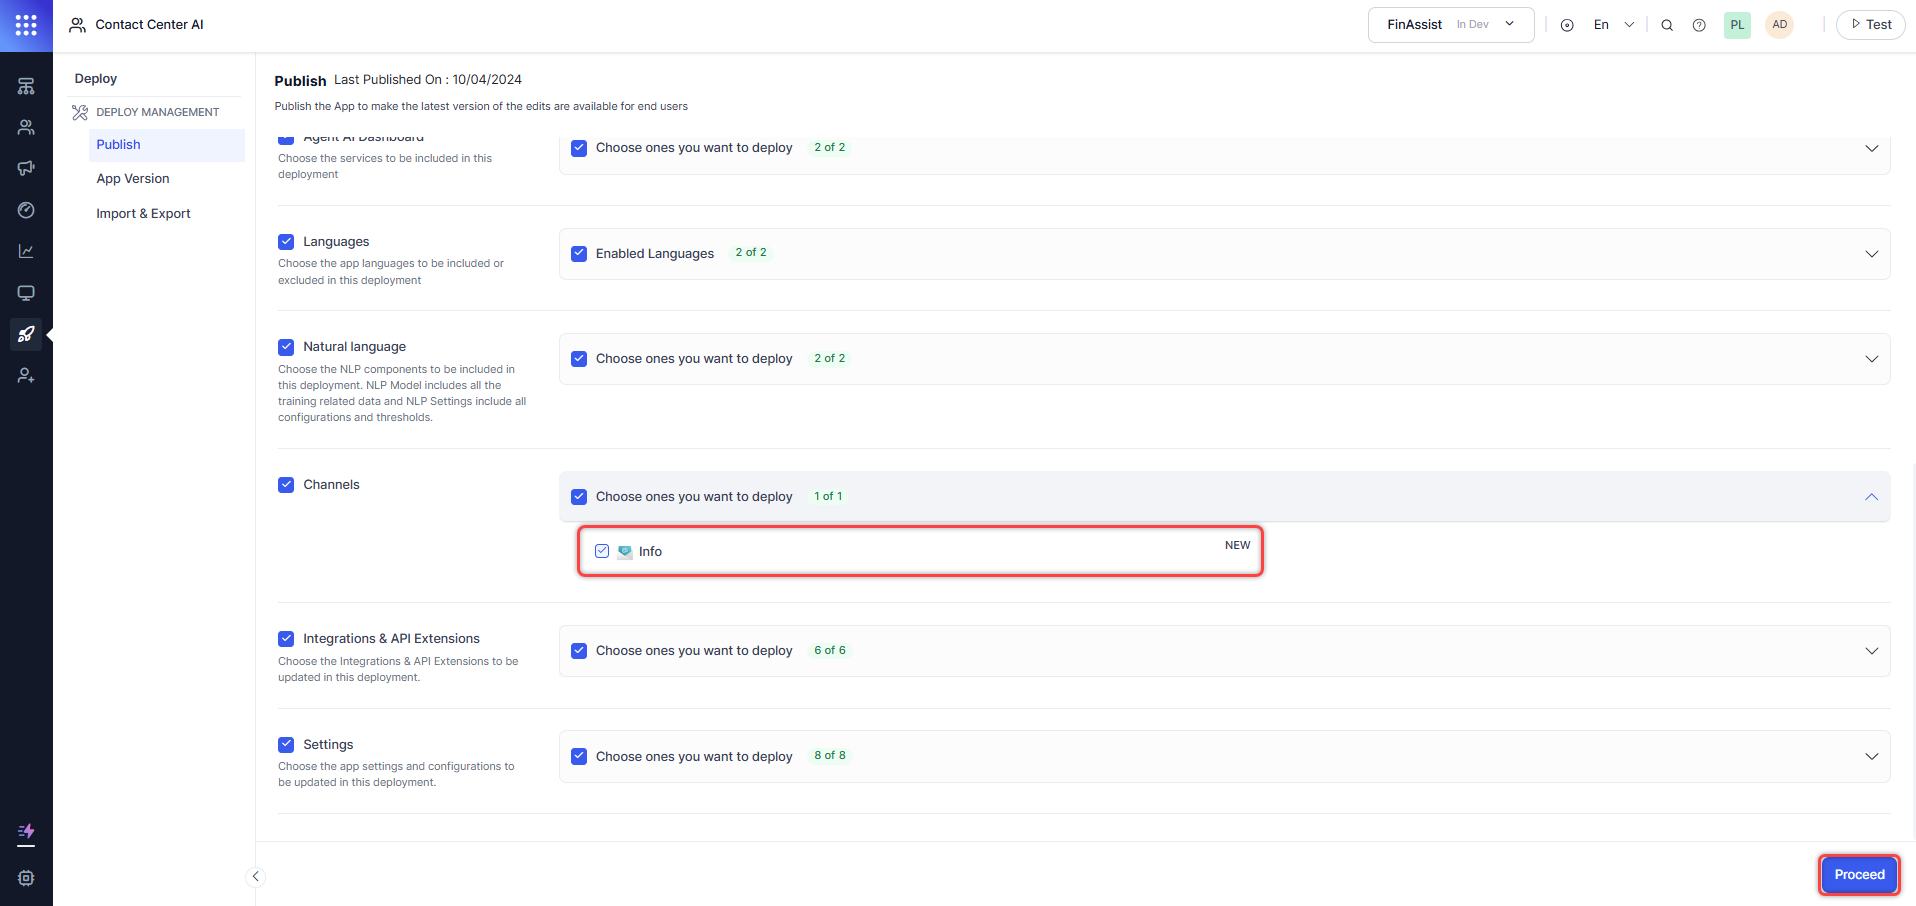 Contact Center AI
FinAssist In Dev
En
PL
AD
Test
Deploy
DEPLOY MANAGEMENT
Publish
App Version
Import & Export
Publish Last Published On : 10/04/2024
Publish the App to make the latest version of the edits are available for end users
Agent AI Dashboard
Choose the services to be included in this
deployment
Choose ones you want to deploy 2 of 2
Languages
Choose the app languages to be included or
excluded in this deployment
Enabled Languages 2 of 2
Natural language
Choose the NLP components to be included in
this deployment. NLP Model includes all the
training related data and NLP Settings include all
configurations and thresholds.
Choose ones you want to deploy 2 of 2
Channels
Choose ones you want to deploy 1 of 1
Info NEW
Integrations & API Extensions
Choose the Integrations & API Extensions to be
updated in this deployment.
Choose ones you want to deploy 6 of 6
Settings
Choose the app settings and configurations to
be updated in this deployment.
Choose ones you want to deploy 8 of 8
Proceed